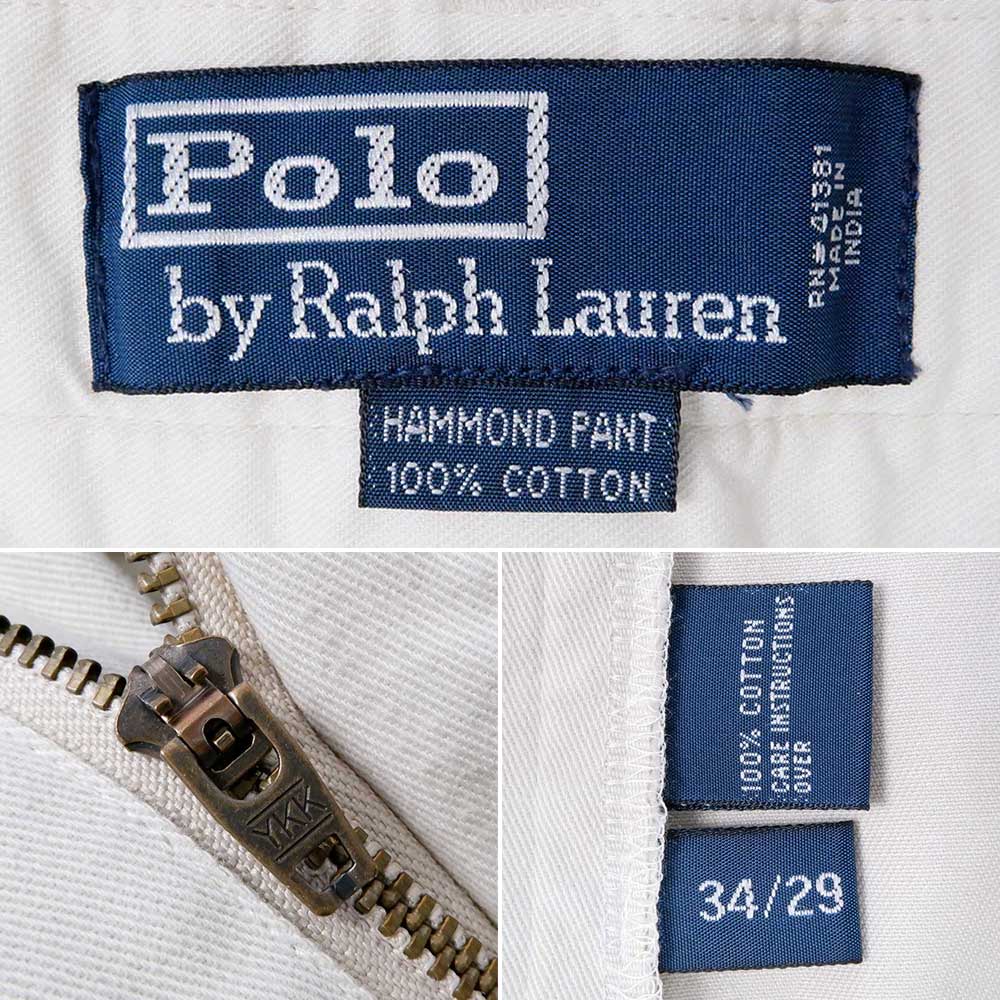 Polo
by Ralph Lauren
RN# 41381
MADE IN
INDIA
HAMMOND PANT
100% COTTON
YKK
100% COTTON
CARE INSTRUCTIONS
OVER
34/29